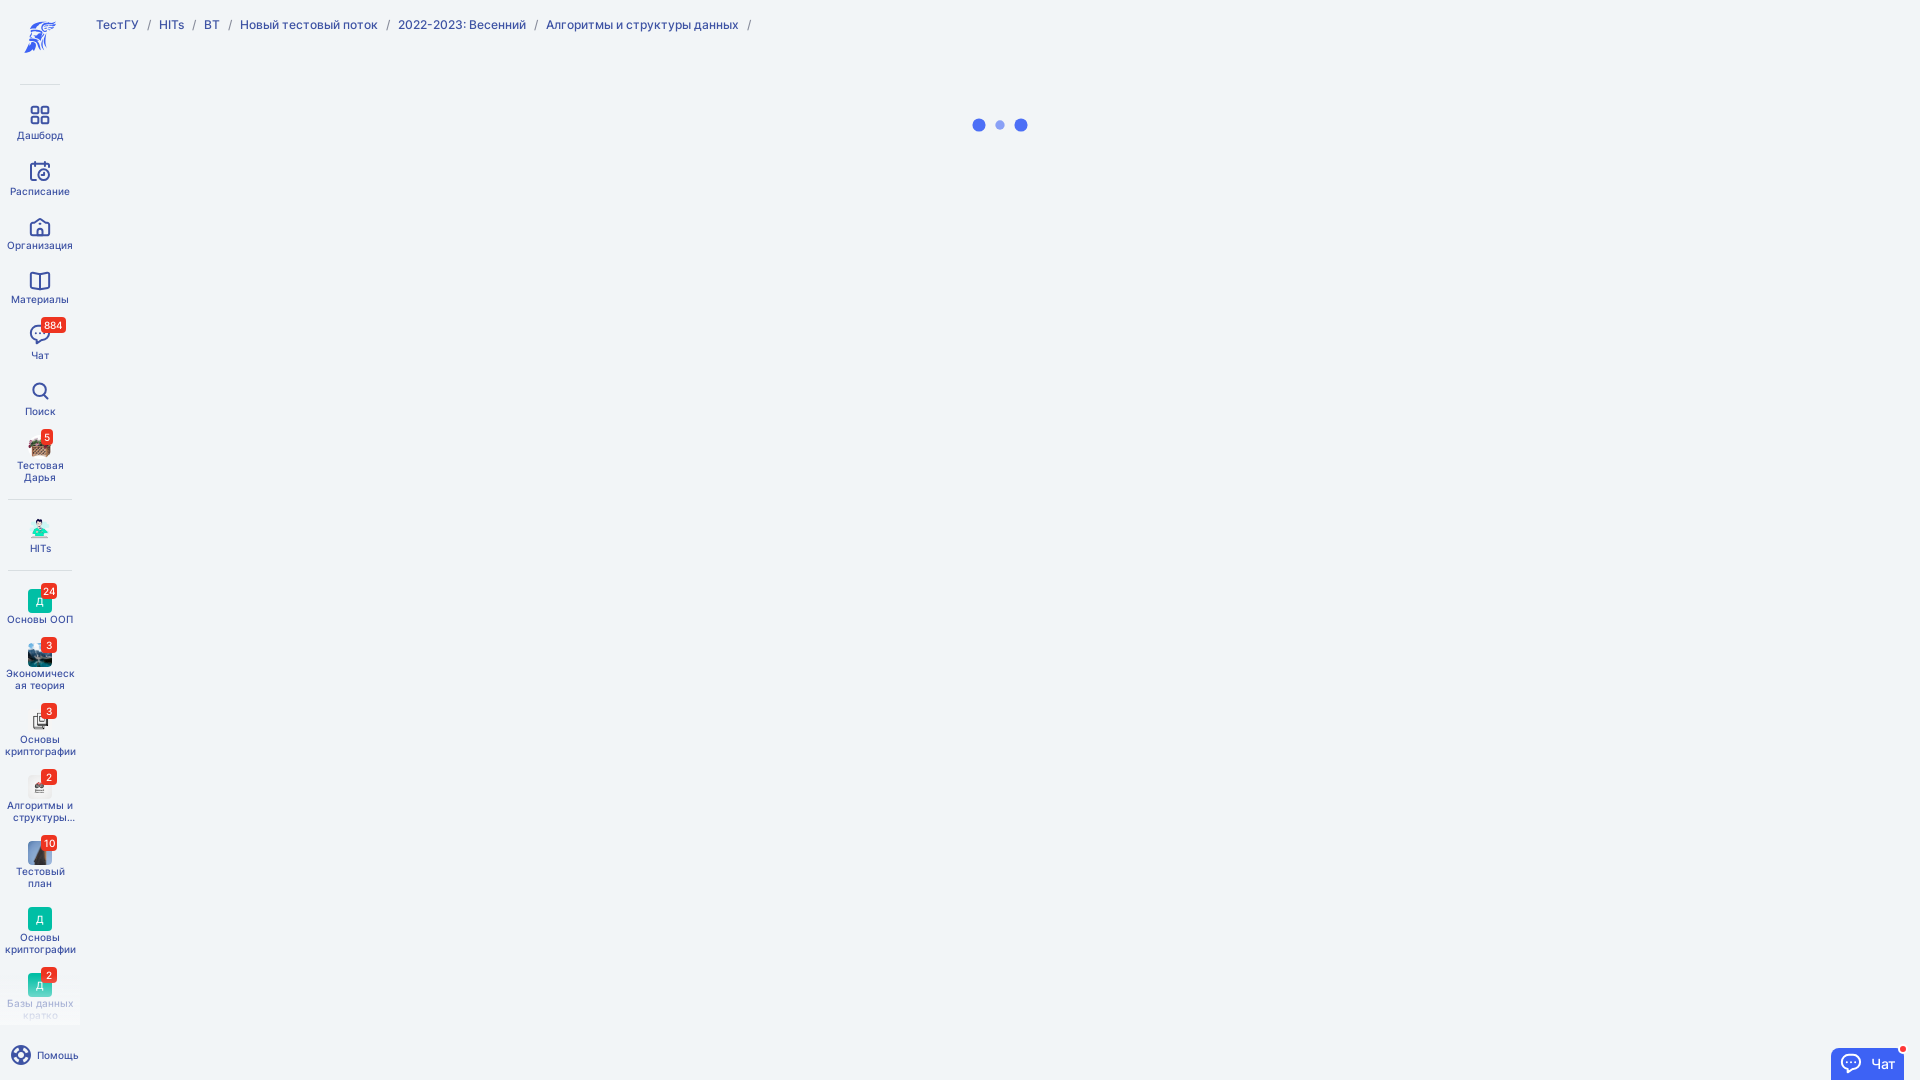 ТестГУ / HITs / ВТ / Новый тестовый поток / 2022-2023: Весенний / Алгоритмы и структуры данных /
Дашборд
Расписание
Организация
Материалы
884
Чат
Поиск
5
Тестовая
Дарья
HITs
24
Д
Основы ООП
3
Экономическ
ая теория
3
Основы
криптографии
2
Алгоритмы и
структуры...
10
Тестовый
план
Д
Основы
криптографии
2
Д
Базы данных
кратко
Помощь
Чат